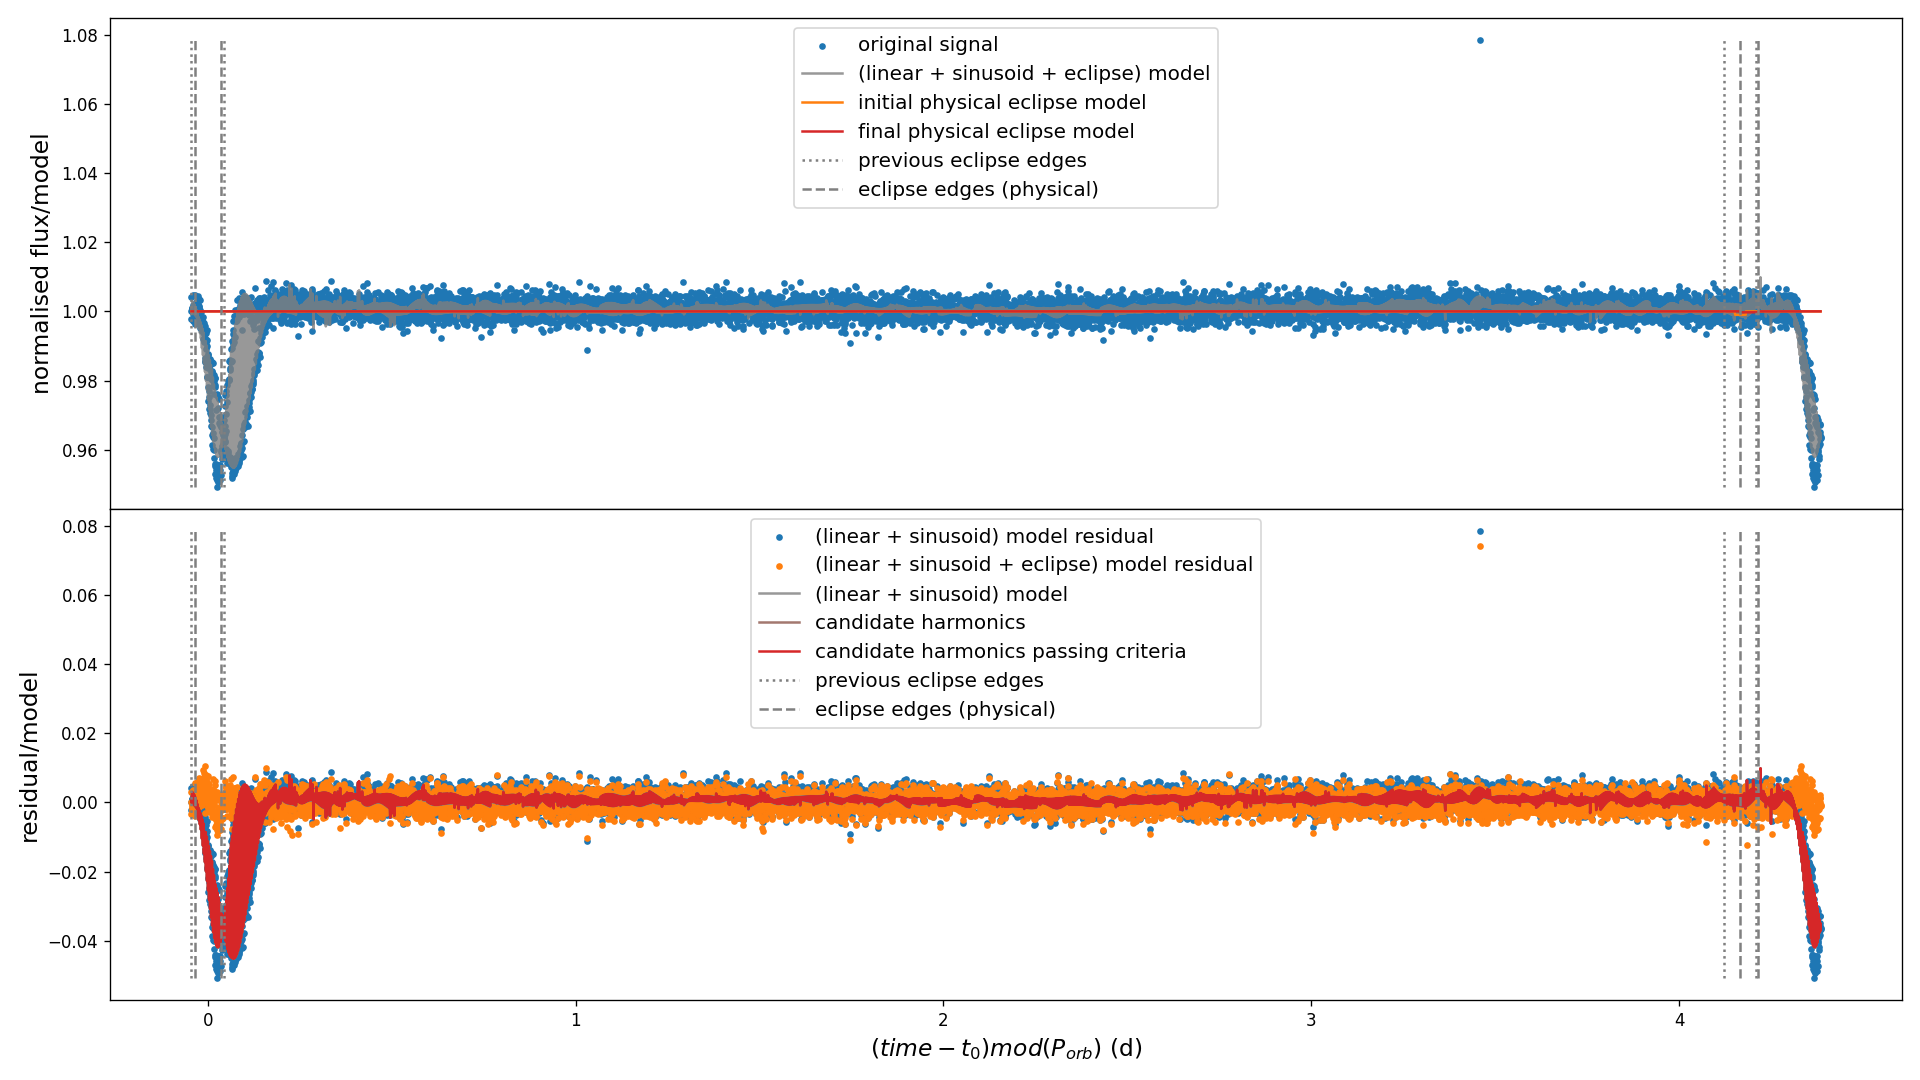 1.08
1.06
1.04
1.02
1.00
0.98
0.96
normalised flux/model
original signal
(linear + sinusoid + eclipse) model
initial physical eclipse model
final physical eclipse model
previous eclipse edges
eclipse edges (physical)
0.08
0.06
0.04
0.02
0.00
−0.02
−0.04
residual/model
(linear + sinusoid) model residual
(linear + sinusoid + eclipse) model residual
(linear + sinusoid) model
candidate harmonics
candidate harmonics passing criteria
previous eclipse edges
eclipse edges (physical)
0 1 2 3 4
(time − t₀)mod(P_orb) (d)